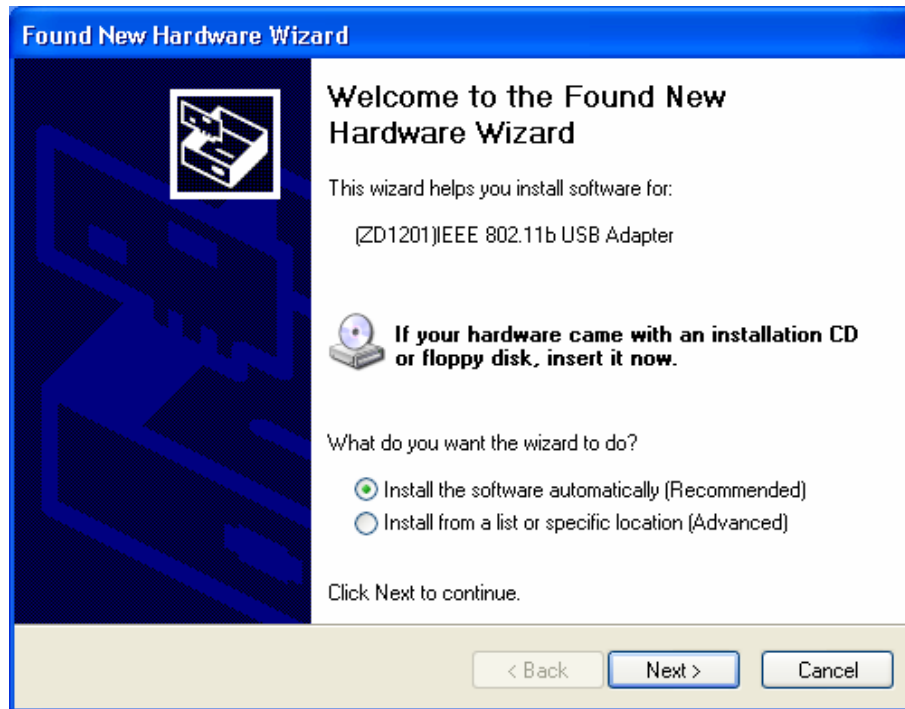 Found New Hardware Wizard
Welcome to the Found New
Hardware Wizard
This wizard helps you install software for:
(ZD1201)IEEE 802.11b USB Adapter
If your hardware came with an installation CD
or floppy disk, insert it now.
What do you want the wizard to do?
Install the software automatically (Recommended)
Install from a list or specific location (Advanced)
Click Next to continue.
< Back Next > Cancel